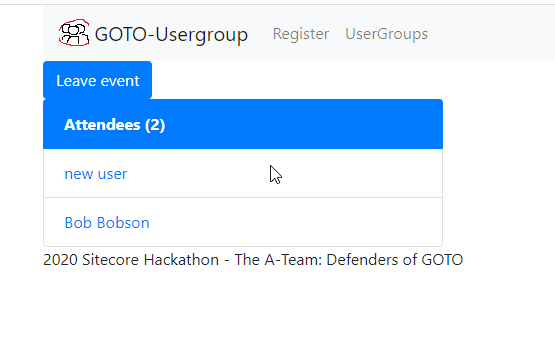 GOTO-Usergroup Register UserGroups
Leave event
Attendees (2)
new user
Bob Bobson
2020 Sitecore Hackathon - The A-Team: Defenders of GOTO